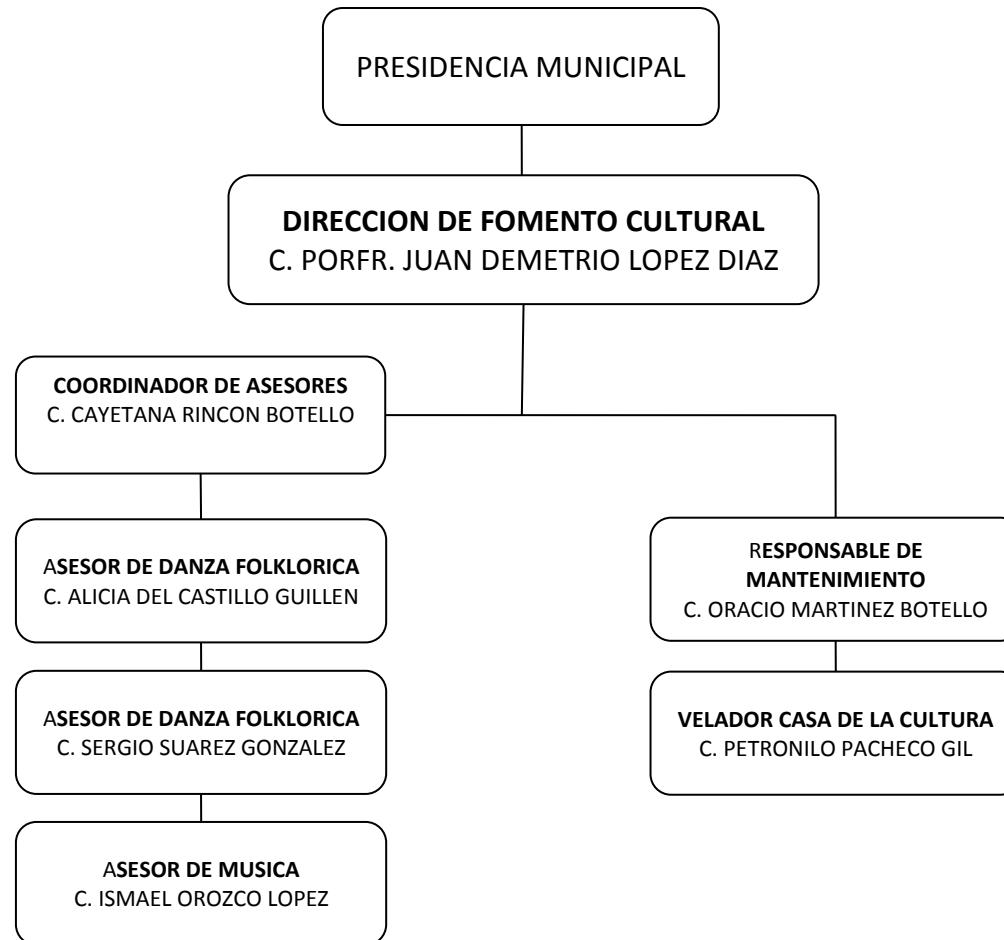 PRESIDENCIA MUNICIPAL
DIRECCION DE FOMENTO CULTURAL
C. PORFR. JUAN DEMETRIO LOPEZ DIAZ
COORDINADOR DE ASESORES
C. CAYETANA RINCON BOTELLO
ASESOR DE DANZA FOLKLORICA
C. ALICIA DEL CASTILLO GUILLEN
ASESOR DE DANZA FOLKLORICA
C. SERGIO SUAREZ GONZALEZ
ASESOR DE MUSICA
C. ISMAEL OROZCO LOPEZ
RESPONSABLE DE
MANTENIMIENTO
C. ORACIO MARTINEZ BOTELLO
VELADOR CASA DE LA CULTURA
C. PETRONILO PACHECO GIL